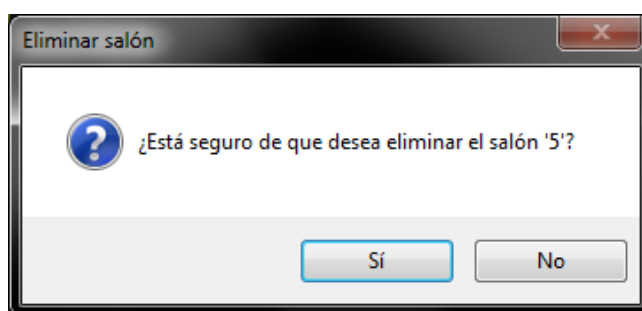 Eliminar salón
¿Está seguro de que desea eliminar el salón '5'?
Sí
No